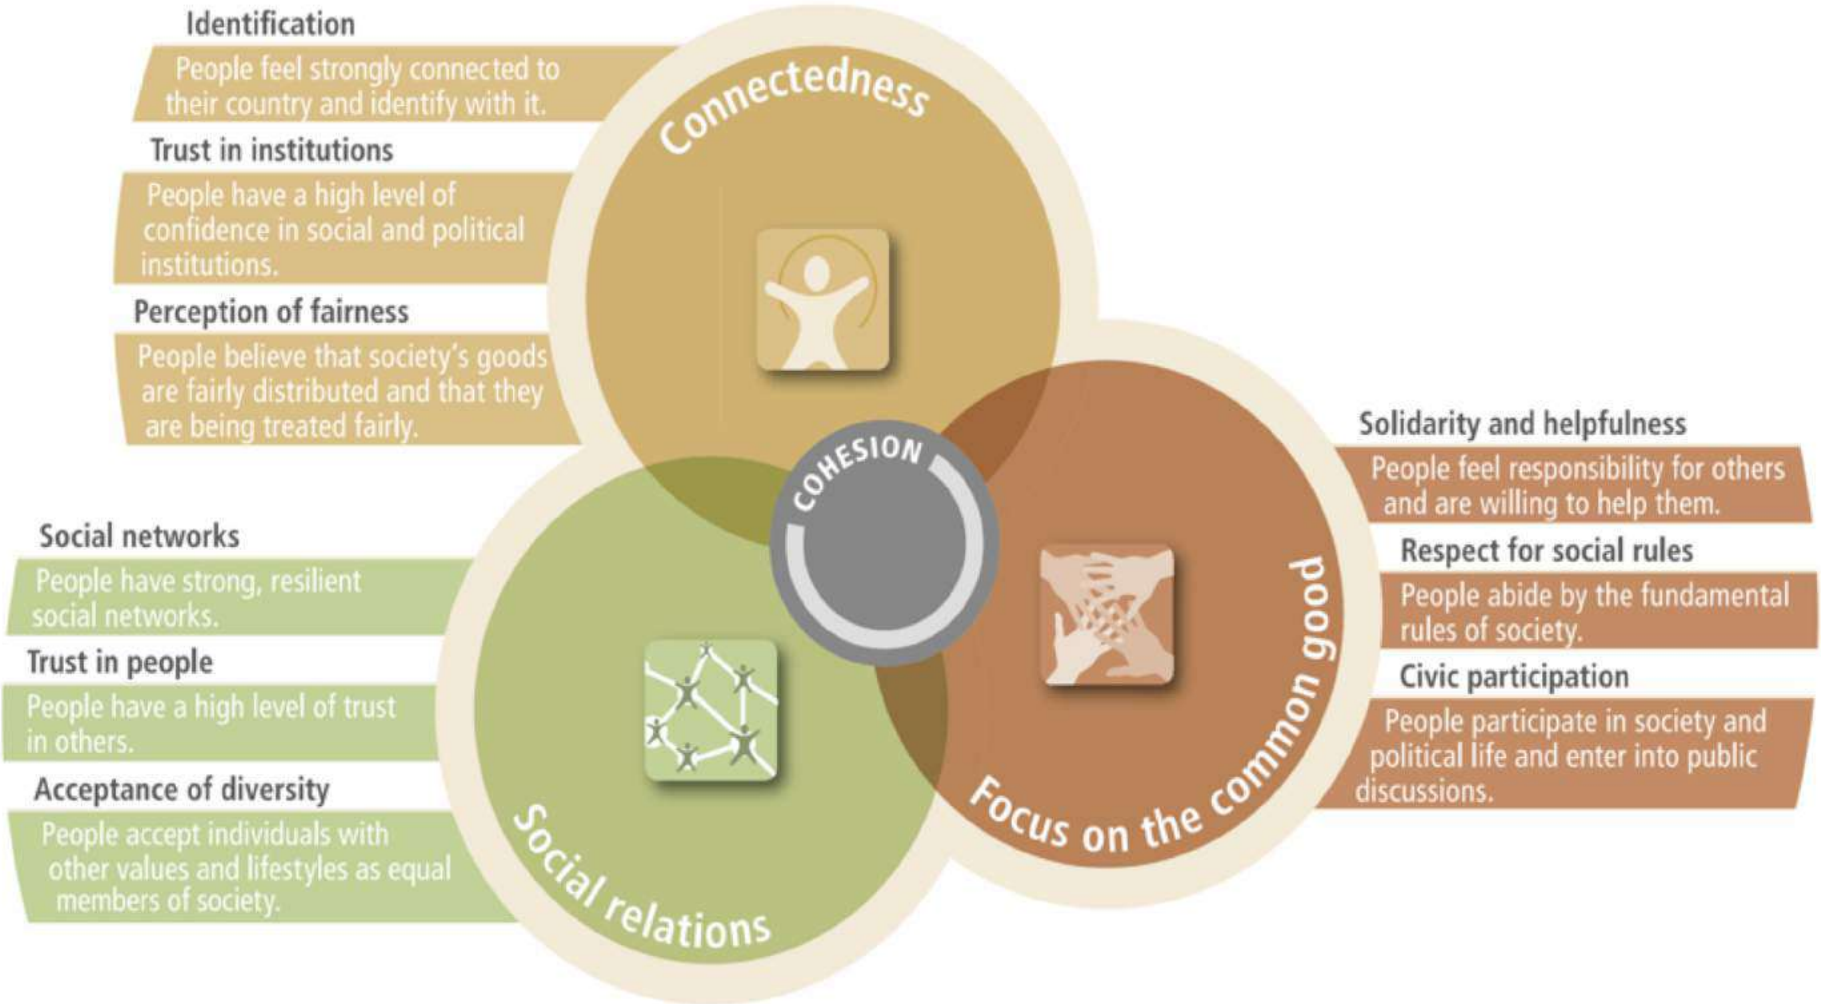 Identification
People feel strongly connected to
their country and identify with it.
Trust in institutions
People have a high level of
confidence in social and political
institutions.
Perception of fairness
People believe that society's goods
are fairly distributed and that they
are being treated fairly.
Connectedness
COHESION
Social networks
People have strong, resilient
social networks.
Trust in people
People have a high level of trust
in others.
Acceptance of diversity
People accept individuals with
other values and lifestyles as equal
members of society.
Social relations
Solidarity and helpfulness
People feel responsibility for others
and are willing to help them.
Respect for social rules
People abide by the fundamental
rules of society.
Civic participation
People participate in society and
political life and enter into public
discussions.
Focus on the common good